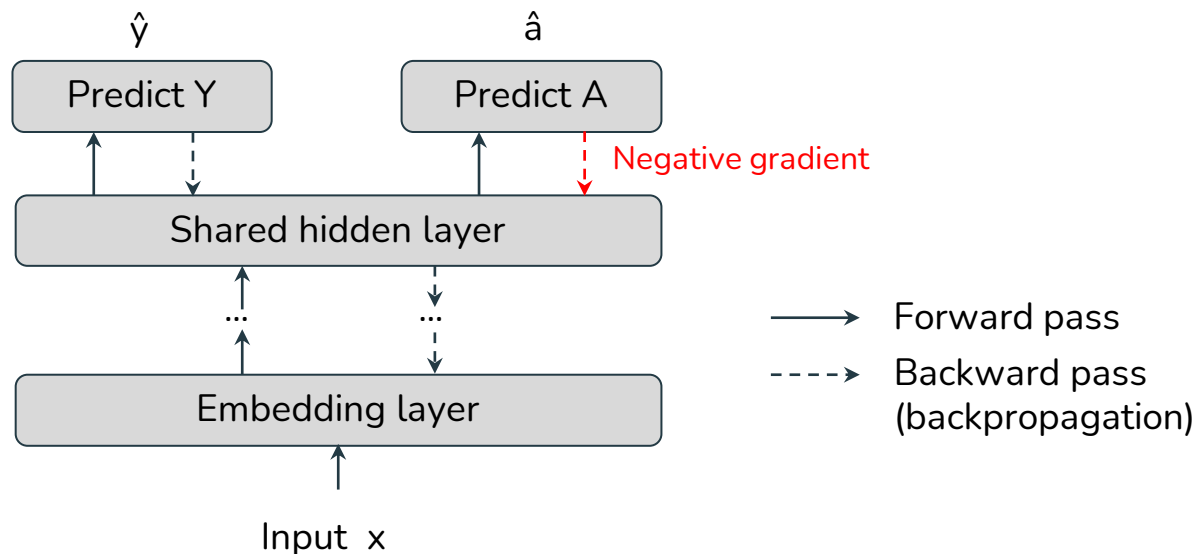 ŷ
â
Predict Y
Predict A
Negative gradient
Shared hidden layer
...
...
Embedding layer
Input x
Forward pass
Backward pass
(backpropagation)